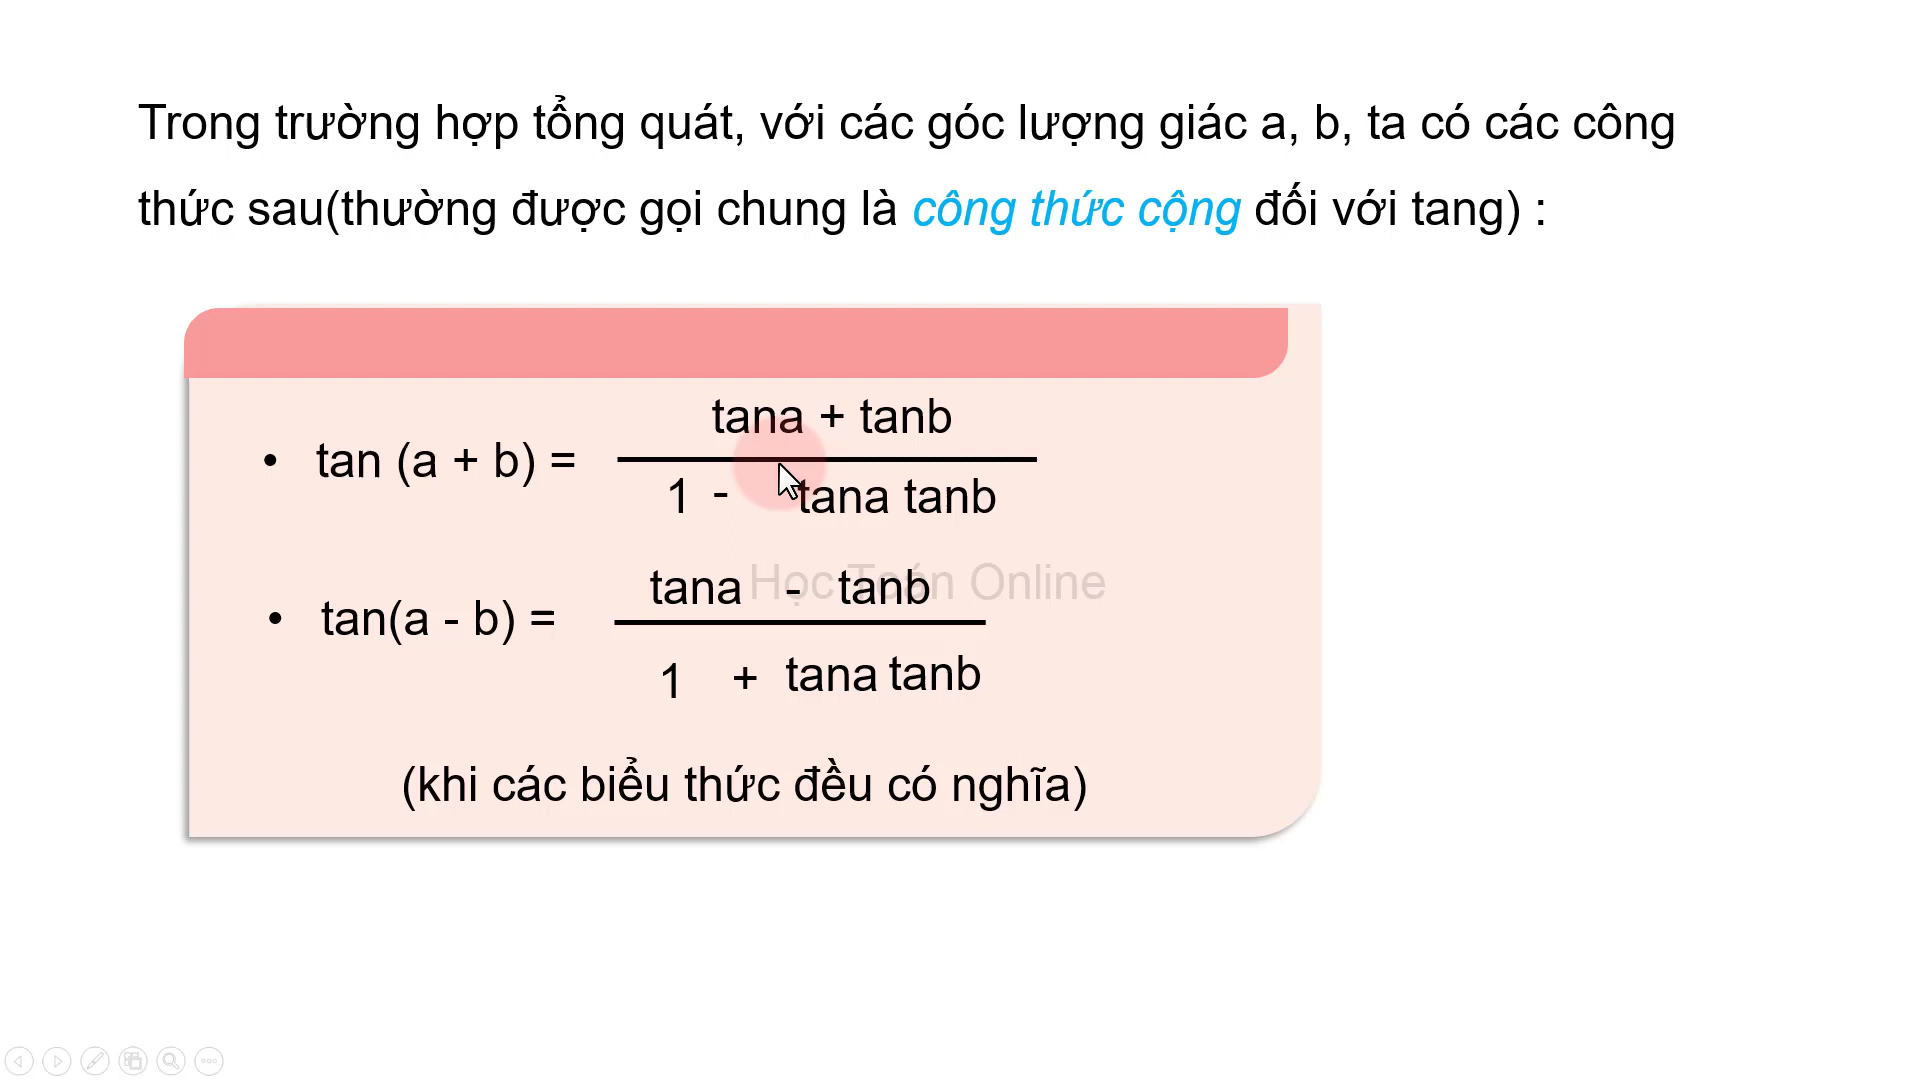 Trong trường hợp tổng quát, với các góc lượng giác a, b, ta có các công
thức sau(thường được gọi chung là công thức cộng đối với tang) :
tana + tanb
• tan (a + b) =
1 - tana tanb
Học Toán Online
tana - tanb
• tan(a - b) =
1 + tana tanb
(khi các biểu thức đều có nghĩa)